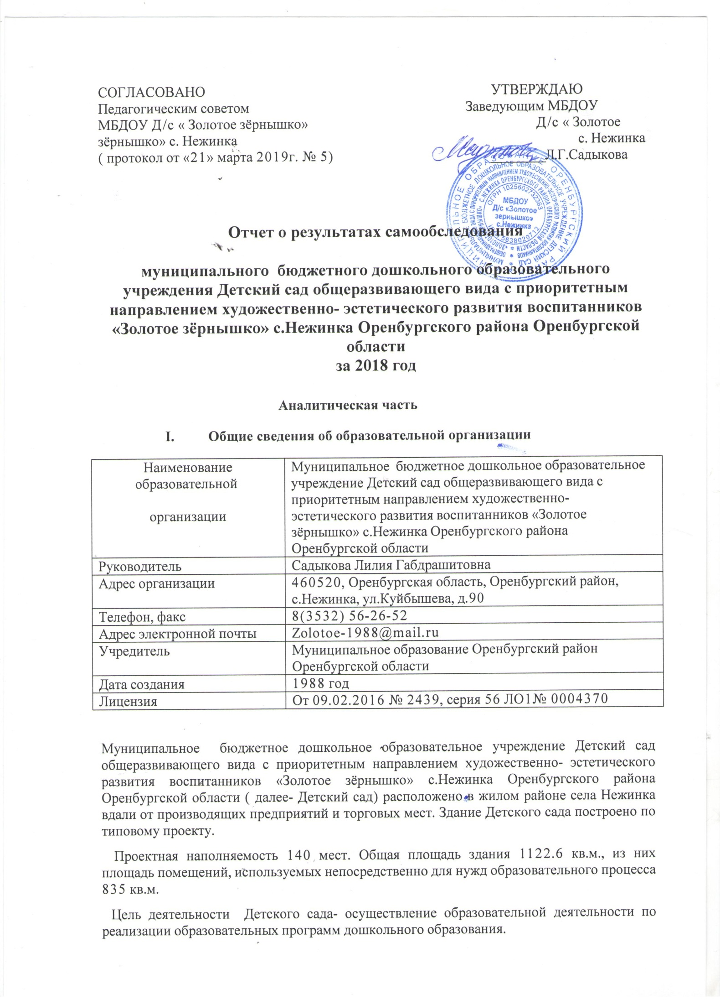 СОГЛАСОВАНО
Педагогическим советом
МБДОУ Д/с « Золотое зёрнышко»
зёрнышко» с. Нежинка
( протокол от «21» марта 2019г. № 5)
УТВЕРЖДАЮ
Заведующим МБДОУ
Д/с « Золотое
с. Нежинка
Л.Г.Садыкова
ОГРН 1025602732363
МБДОУ
Д/с «Золотое
зернышко»
с.Нежинка
ИНН 5638020712
Отчет о результатах самообследования
муниципального бюджетного дошкольного образовательного
учреждения Детский сад общеразвивающего вида с приоритетным
направлением художественно- эстетического развития воспитанников
«Золотое зёрнышко» с.Нежинка Оренбургского района Оренбургской
области
за 2018 год
Аналитическая часть
I. Общие сведения об образовательной организации
Наименование
образовательной
организации
Муниципальное бюджетное дошкольное образовательное
учреждение Детский сад общеразвивающего вида с
приоритетным направлением художественно-
эстетического развития воспитанников «Золотое
зёрнышко» с.Нежинка Оренбургского района
Оренбургской области
Руководитель
Садыкова Лилия Габдрашитовна
Адрес организации
460520, Оренбургская область, Оренбургский район,
с.Нежинка, ул.Куйбышева, д.90
Телефон, факс
8(3532) 56-26-52
Адрес электронной почты
Zolotoe-1988@mail.ru
Учредитель
Муниципальное образование Оренбургский район
Оренбургской области
Дата создания
1988 год
Лицензия
От 09.02.2016 № 2439, серия 56 ЛО1№ 0004370
Муниципальное бюджетное дошкольное образовательное учреждение Детский сад
общеразвивающего вида с приоритетным направлением художественно- эстетического
развития воспитанников «Золотое зёрнышко» с.Нежинка Оренбургского района
Оренбургской области ( далее- Детский сад) расположено в жилом районе села Нежинка
вдали от производящих предприятий и торговых мест. Здание Детского сада построено по
типовому проекту.
Проектная наполняемость 140 мест. Общая площадь здания 1122.6 кв.м., из них
площадь помещений, используемых непосредственно для нужд образовательного процесса
835 кв.м.
Цель деятельности Детского сада- осуществление образовательной деятельности по
реализации образовательных программ дошкольного образования.